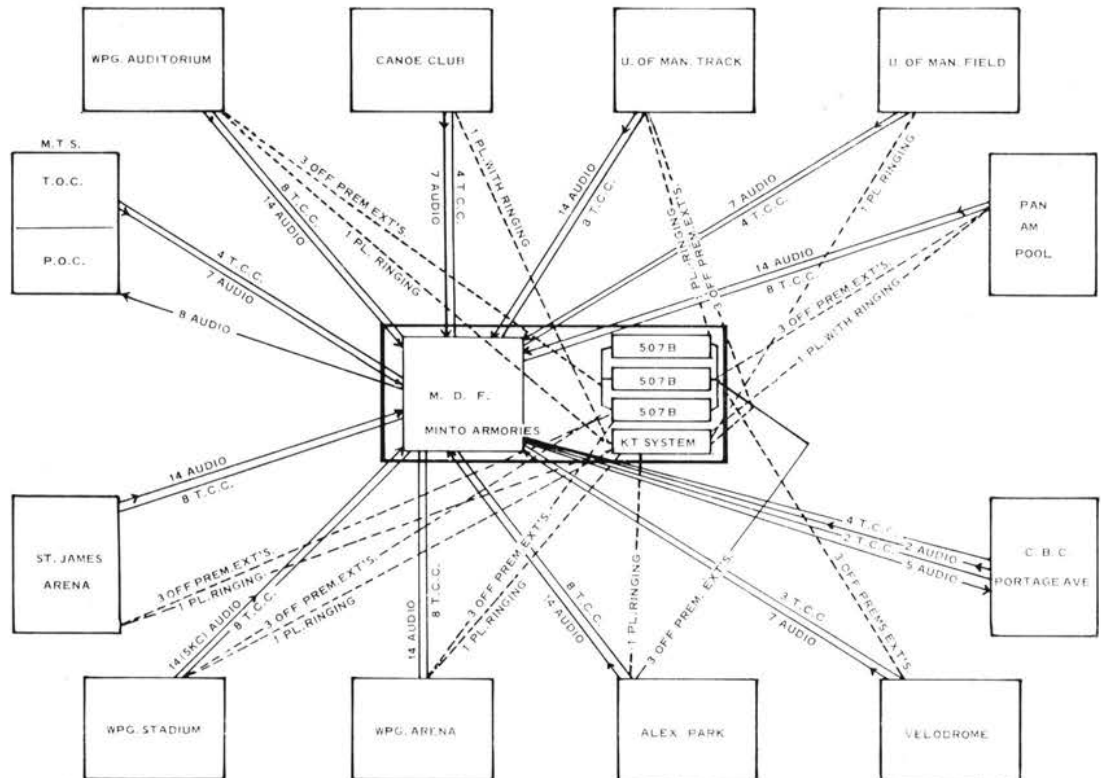 WPG. AUDITORIUM
CANOE CLUB
U. OF MAN. TRACK
U. OF MAN. FIELD
M.T.S.
T.O.C.
P.O.C.
PAN
AM
POOL
3 OFF PREM EXT'S.
1 PL. RINGING
8 T.C.C.
14 AUDIO
7 AUDIO
4 T.C.C.
1 PL. WITH RINGING
14 AUDIO
8 T.C.C.
1 PL. RINGING
3 OFF PREM EXT'S.
7 AUDIO
4 T.C.C.
1 PL RINGING
14 AUDIO
8 T.C.C.
3 OFF PREM EXT'S.
1 PL. WITH RINGING
4 T.C.C.
7 AUDIO
8 AUDIO
507B
507B
507B
KT SYSTEM
M. D. F.
MINTO ARMORIES
14 AUDIO
8 T.C.C.
ST. JAMES
ARENA
3 OFF PREM EXT'S.
1 PL. RINGING
14 (5KC) AUDIO
8 T.C.C.
3 OFF PREM EXT'S.
1 PL. RINGING
14 AUDIO
8 T.C.C.
3 OFF PREM EXT'S.
1 PL. RINGING
8 T.C.C.
14 AUDIO
1 PL. RINGING
3 OFF PREM. EXT'S.
3 T.C.C
7 AUDIO
3 OFF PREMS EXT'S.
4 T.C.C.
2 AUDIO
2 T.C.C.
5 AUDIO
C. B. C
PORTAGE AVE
WPG. STADIUM
WPG. ARENA
ALEX PARK
VELODROME